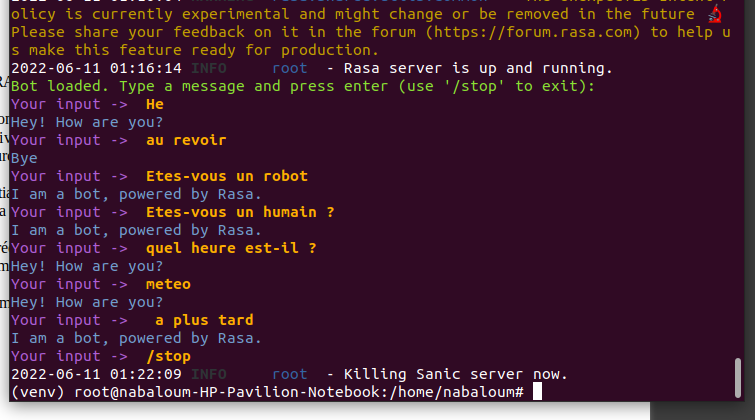 olicy is currently experimental and might change or be removed in the future 🔬
Please share your feedback on it in the forum (https://forum.rasa.com) to help u
s make this feature ready for production.
2022-06-11 01:16:14 INFO     root  - Rasa server is up and running.
Bot loaded. Type a message and press enter (use '/stop' to exit):
Your input ->  He
Hey! How are you?
Your input ->  au revoir
Bye
Your input ->  Etes-vous un robot
I am a bot, powered by Rasa.
Your input ->  Etes-vous un humain ?
I am a bot, powered by Rasa.
Your input ->  quel heure est-il ?
Hey! How are you?
Your input ->  meteo
Hey! How are you?
Your input ->   a plus tard
I am a bot, powered by Rasa.
Your input ->  /stop
2022-06-11 01:22:09 INFO     root  - Killing Sanic server now.
(venv) root@nabaloum-HP-Pavilion-Notebook:/home/nabaloum#